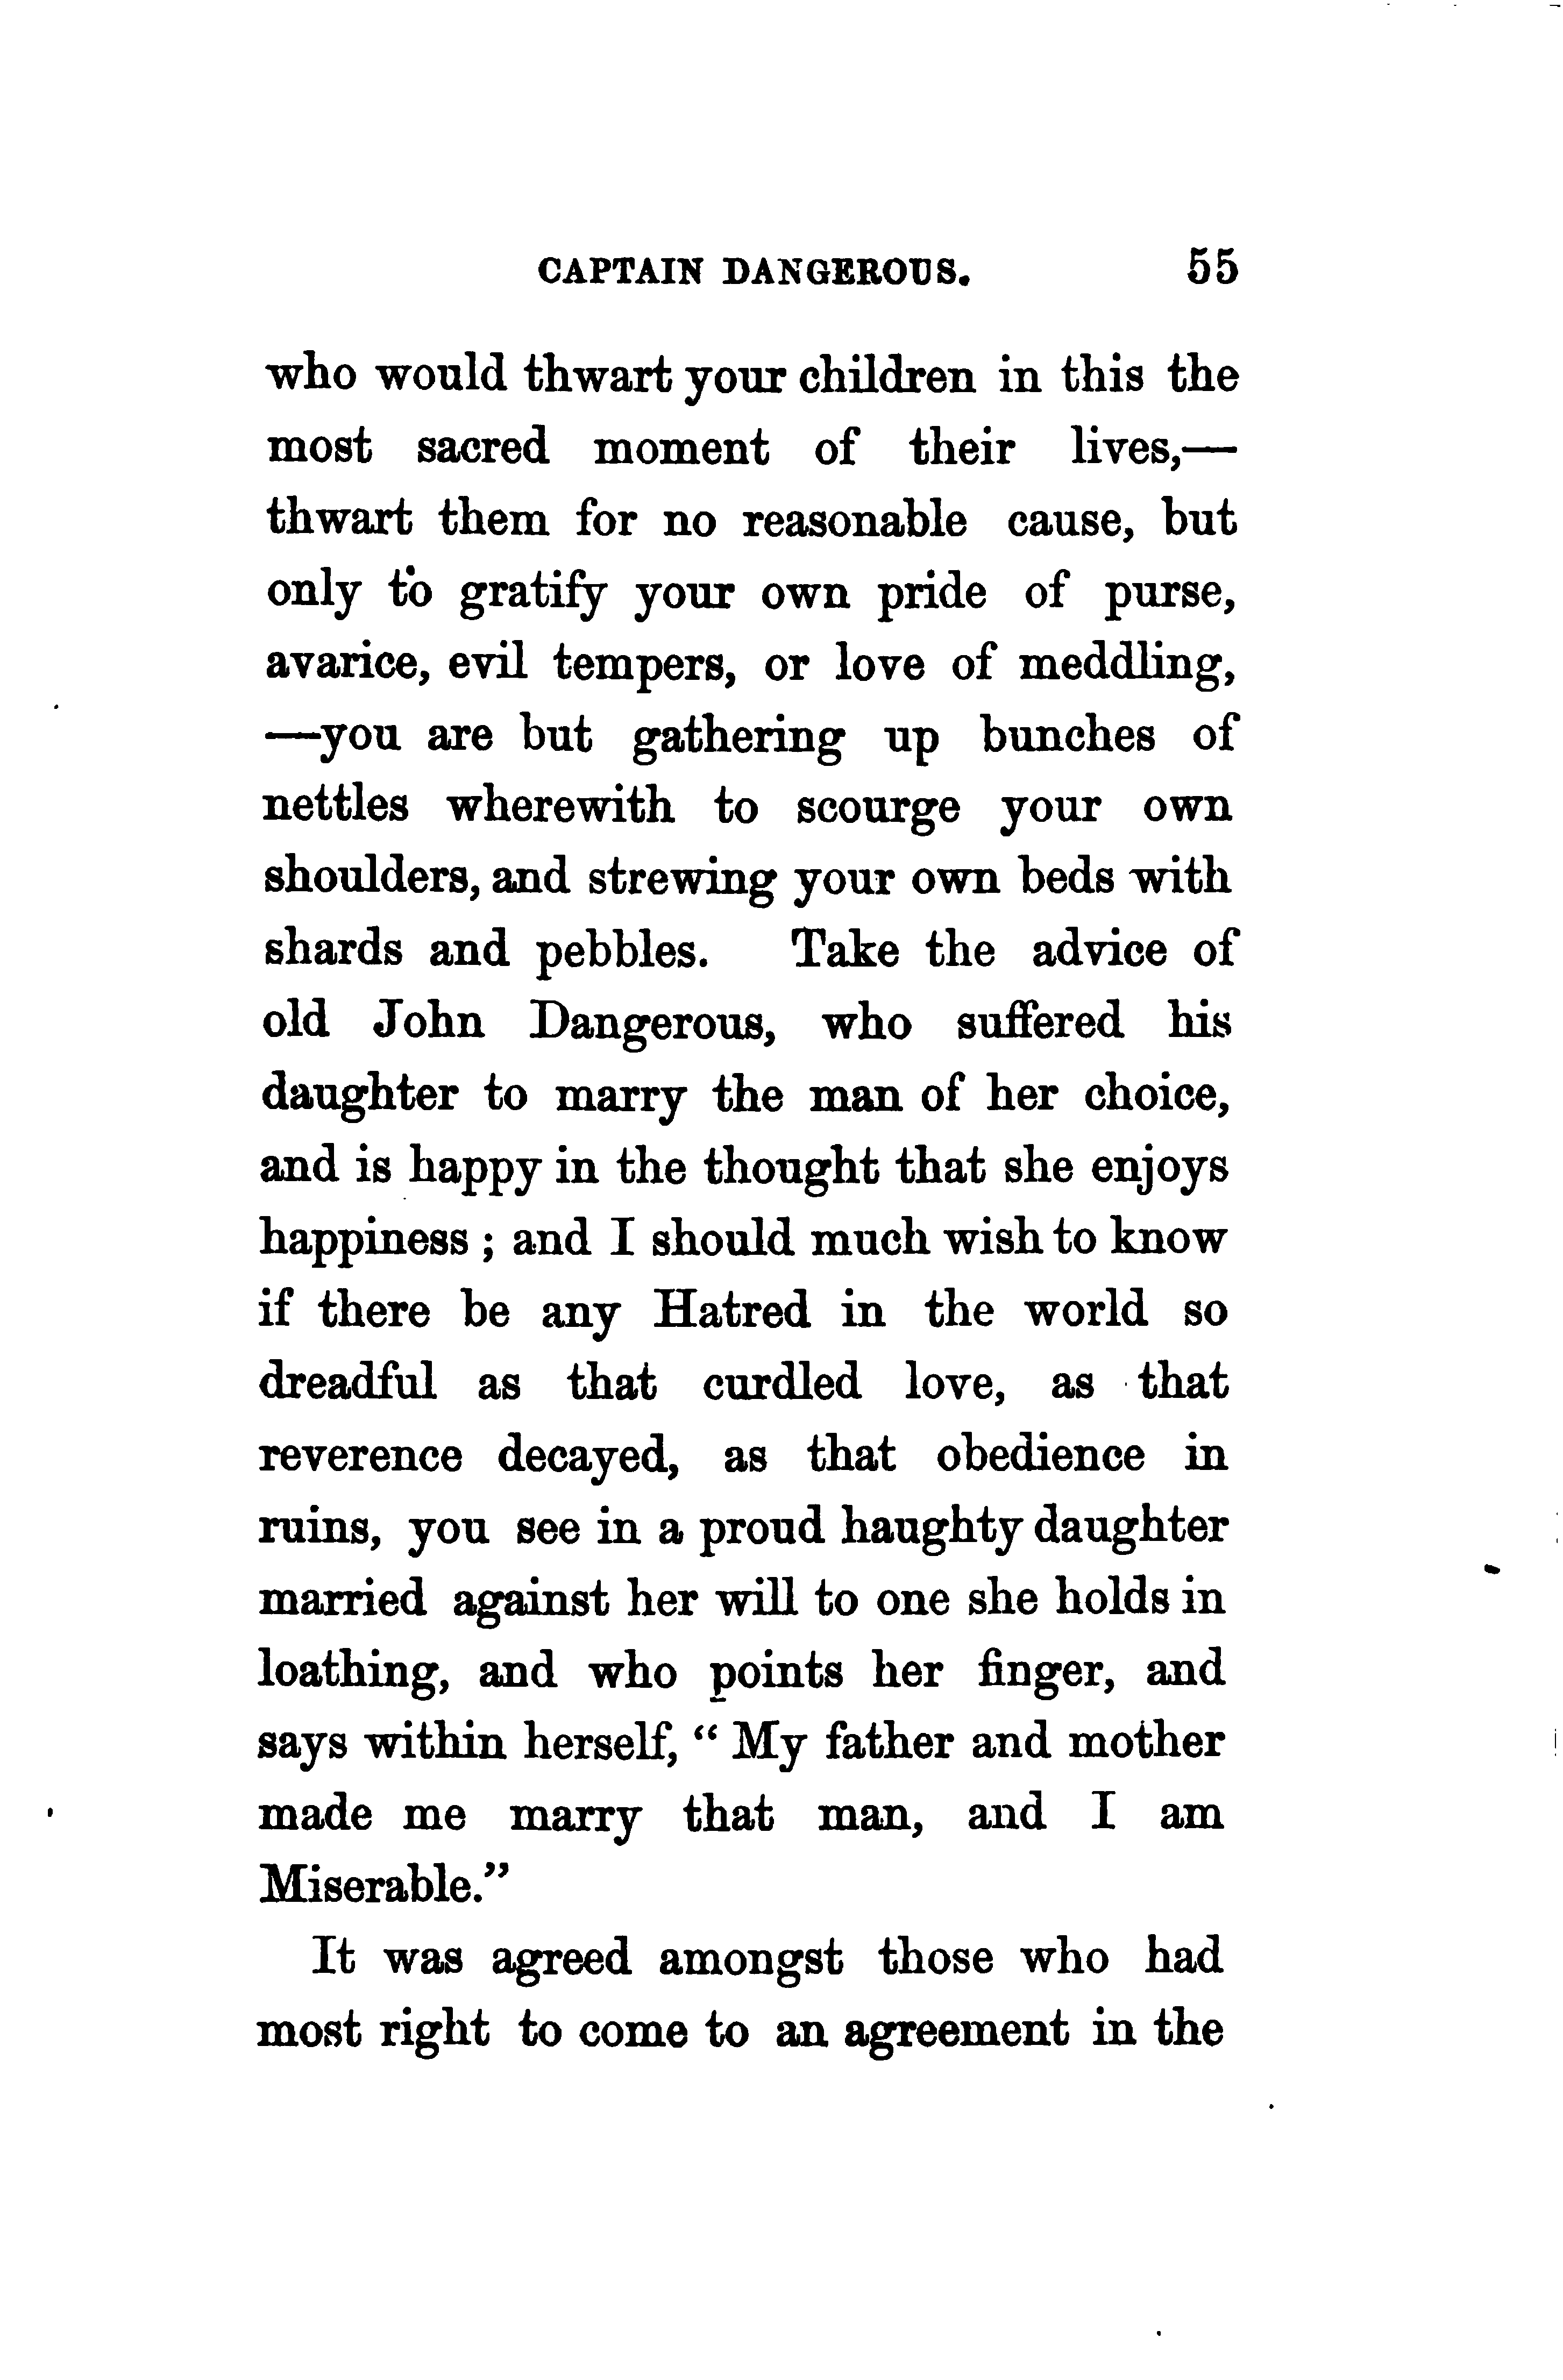 CAPTAIN DANGEROUS. 55
who would thwart your children in this the
most sacred moment of their lives,—
thwart them for no reasonable cause, but
only to gratify your own pride of purse,
avarice, evil tempers, or love of meddling,
—you are but gathering up bunches of
nettles wherewith to scourge your own
shoulders, and strewing your own beds with
shards and pebbles. Take the advice of
old John Dangerous, who suffered his
daughter to marry the man of her choice,
and is happy in the thought that she enjoys
happiness ; and I should much wish to know
if there be any Hatred in the world so
dreadful as that curdled love, as that
reverence decayed, as that obedience in
ruins, you see in a proud haughty daughter
married against her will to one she holds in
loathing, and who points her finger, and
says within herself, “ My father and mother
made me marry that man, and I am
Miserable.”
It was agreed amongst those who had
most right to come to an agreement in the